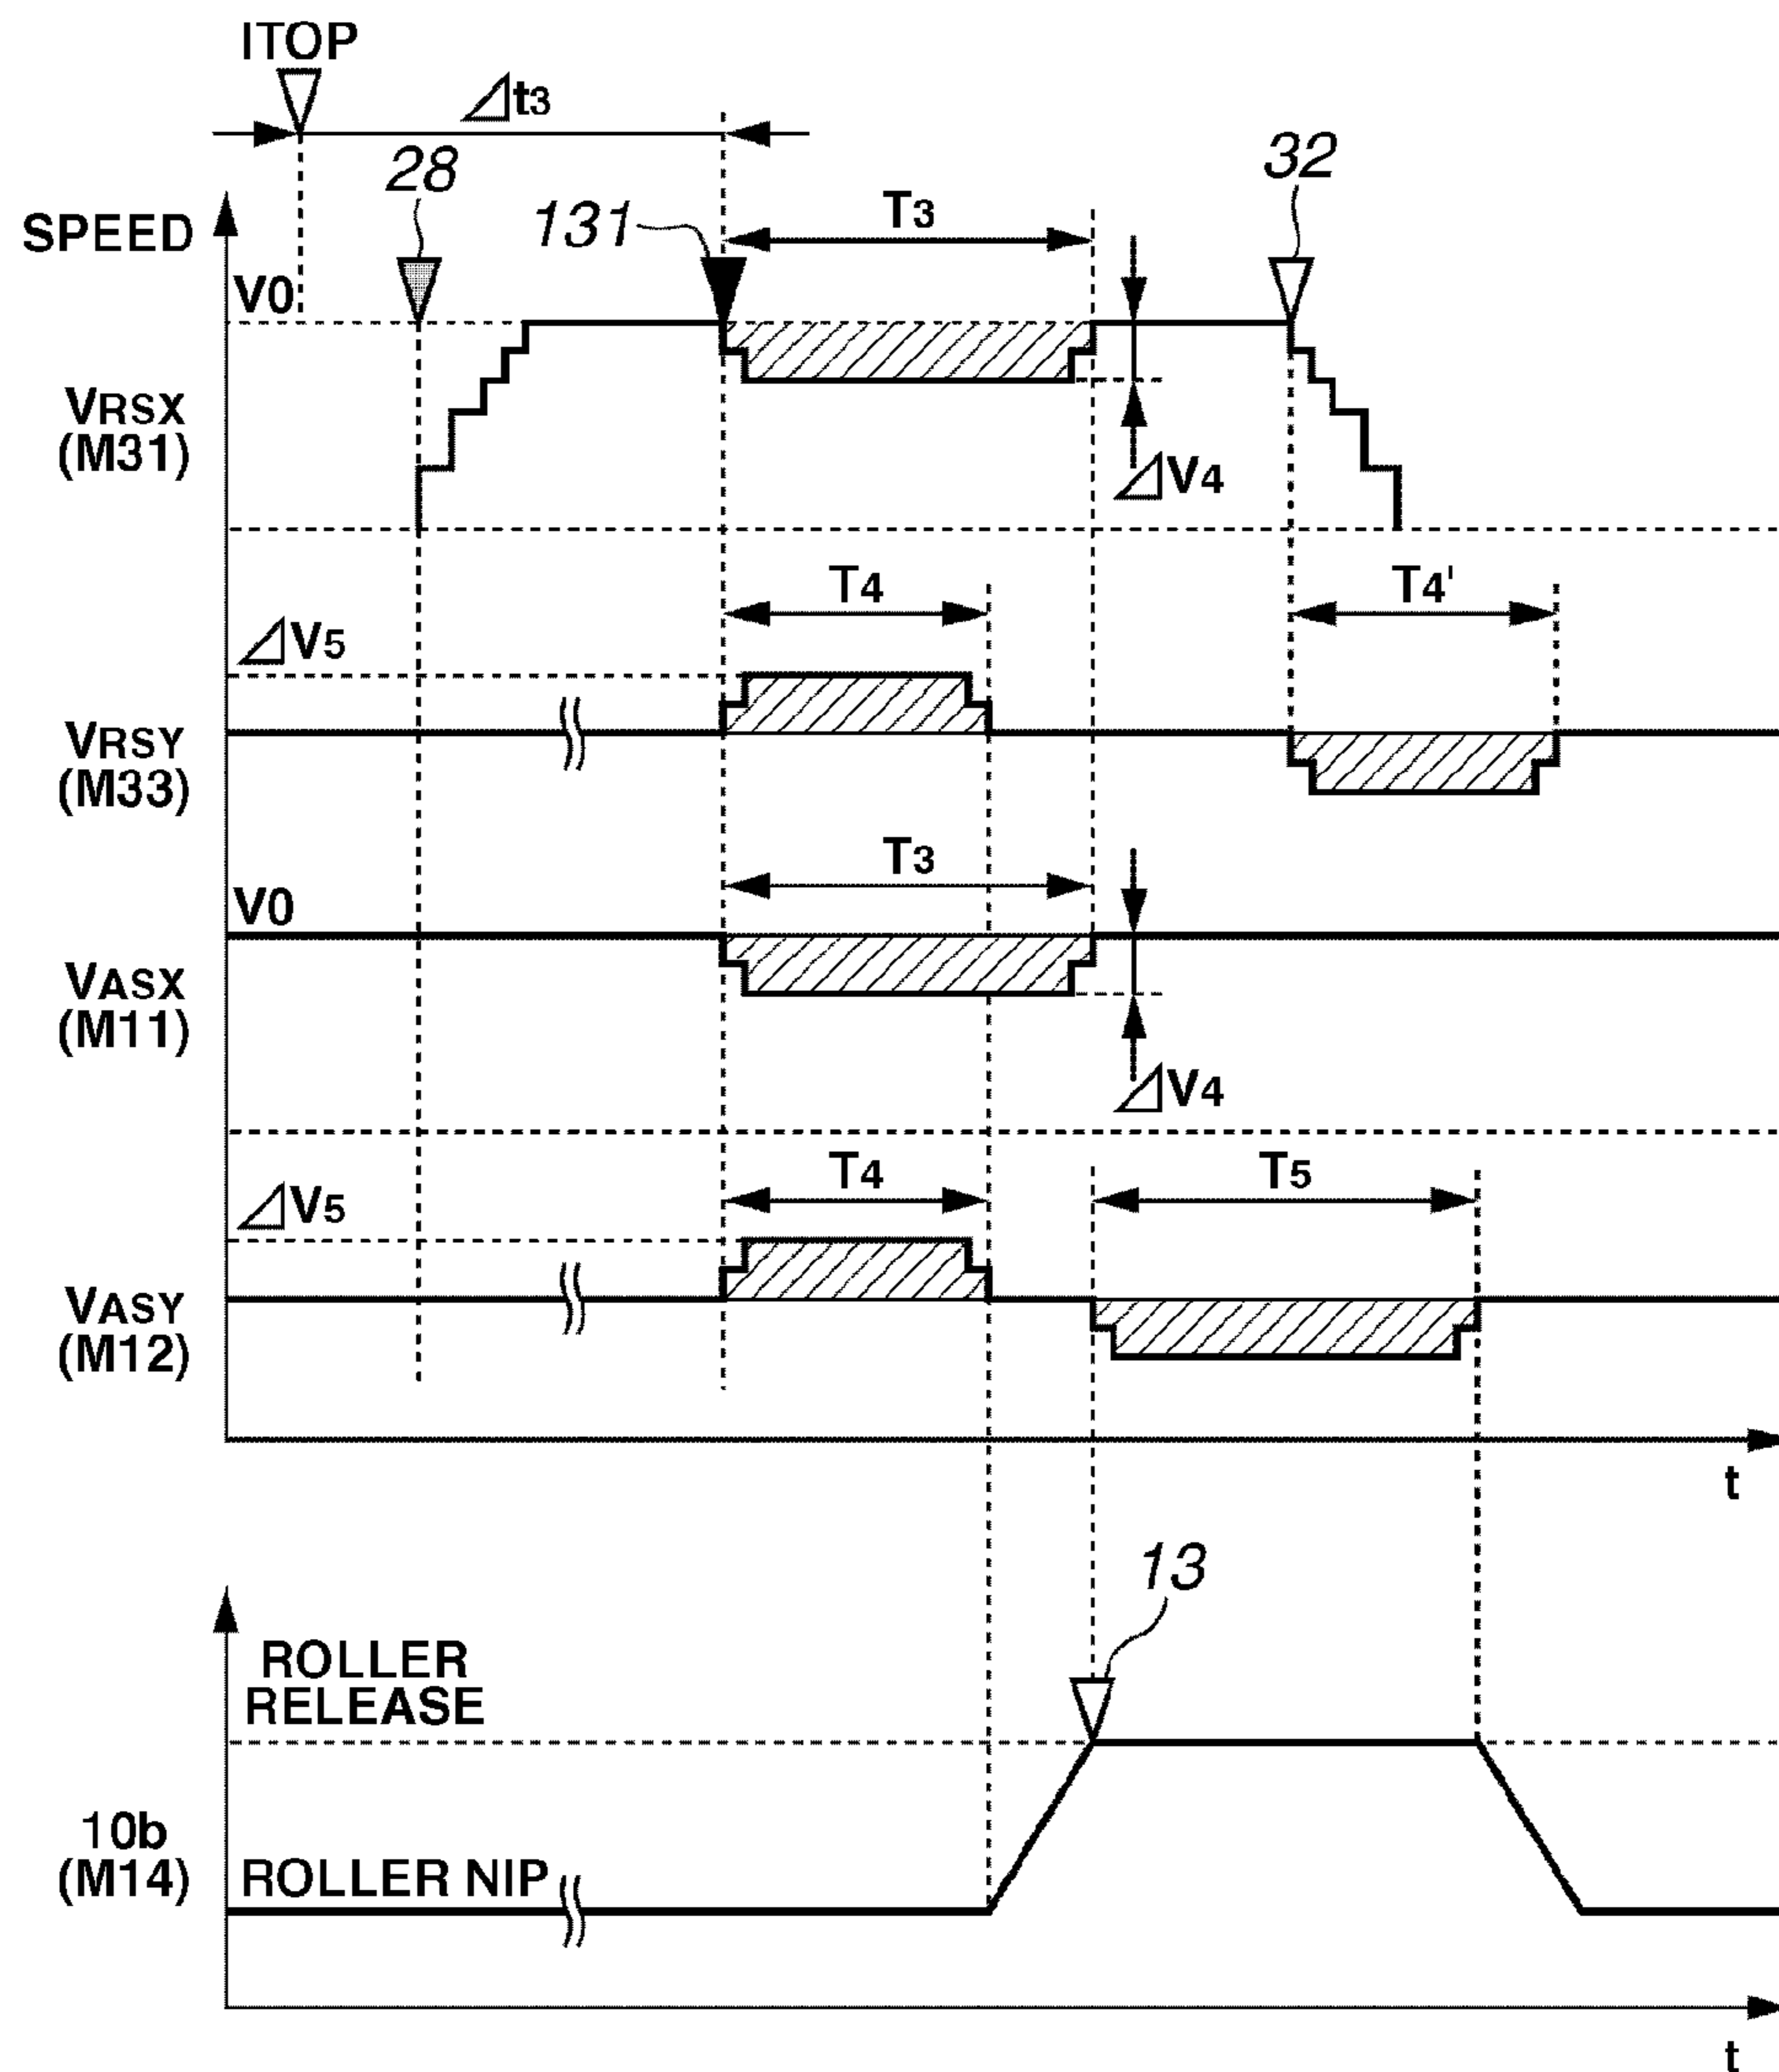 ITOP
⊿t3
28
32
SPEED
131
T3
V0
VRSX
(M31)
⊿V4
T4
T4'
⊿V5
VRSY
(M33)
T3
V0
VASX
(M11)
⊿V4
T4
T5
⊿V5
VASY
(M12)
t
13
ROLLER
RELEASE
10b
(M14)
ROLLER NIP
t